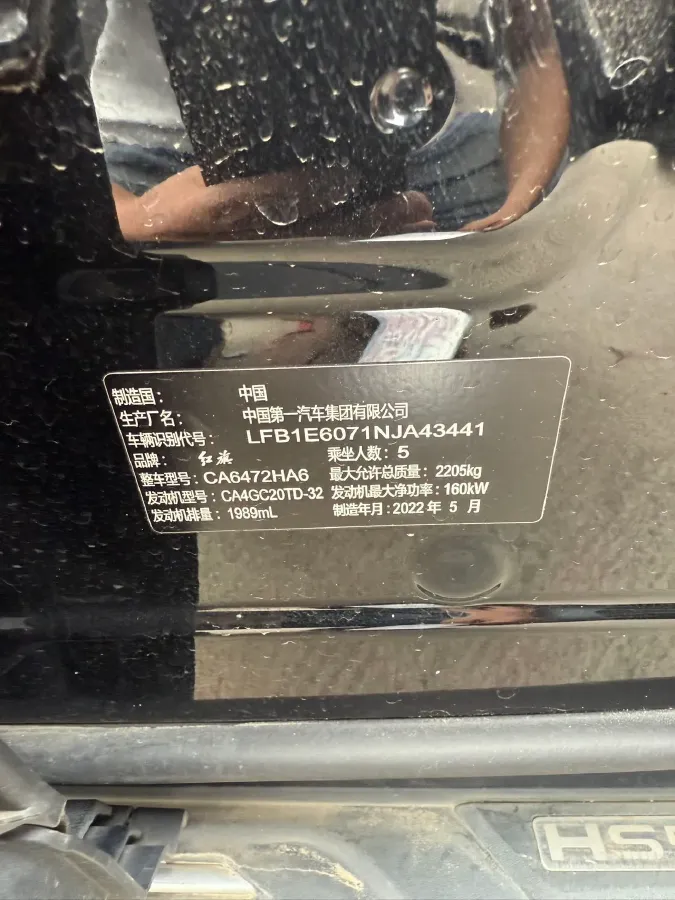 制造国： 中国
生产厂名： 中国第一汽车集团有限公司
车辆识别代号： LFB1E6071NJA43441
品牌： 红旗 乘坐人数：5
整车型号：CA6472HA6 最大允许总质量：2205kg
发动机型号：CA4GC20TD-32 发动机最大净功率：160kW
发动机排量：1989mL 制造年月：2022 年 5 月
HS5